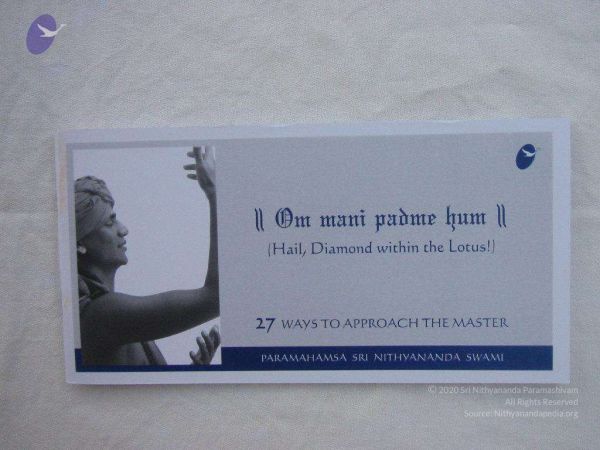 || Om mani padme hum ||
(Hail, Diamond within the Lotus!)
27 WAYS TO APPROACH THE MASTER
PARAMAHAMSA SRI NITHYANANDA SWAMI
© 2020 Sri Nithyananda Paramashivam
All Rights Reserved
Source: Nithyanandapedia.org